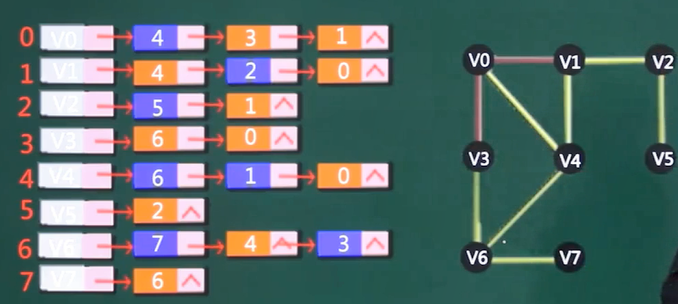 0 V0 4 3 1 ^
1 V1 4 2 0 ^
2 V2 5 1 ^
3 V3 6 0 ^
4 V4 6 1 0 ^
5 V5 2 ^
6 V6 7 4 3 ^
7 V7 6 ^
V0 V1 V2
V3 V4 V5
V6 V7